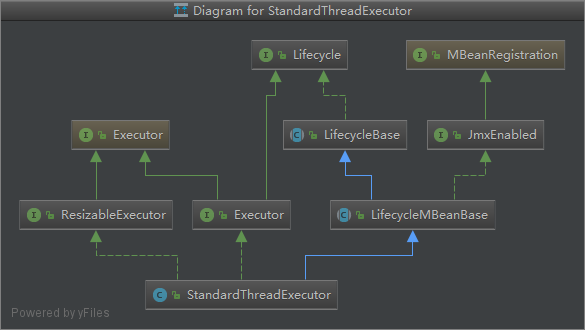 Diagram for StandardThreadExecutor
I Lifecycle
I MBeanRegistration
I Executor
C LifecycleBase
I JmxEnabled
I ResizableExecutor
I Executor
C LifecycleMBeanBase
C StandardThreadExecutor
Powered by yFiles